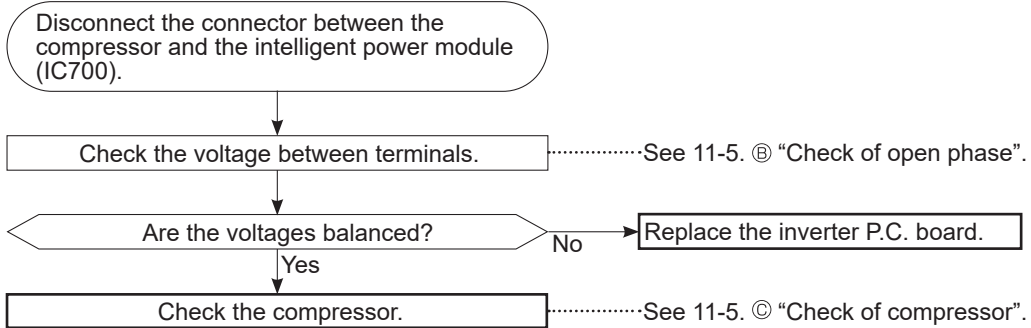 Disconnect the connector between the
compressor and the intelligent power module
(IC700).
Check the voltage between terminals.
See 11-5. Ⓑ “Check of open phase”.
Are the voltages balanced?
No
Replace the inverter P.C. board.
Yes
Check the compressor.
See 11-5. Ⓒ “Check of compressor”.